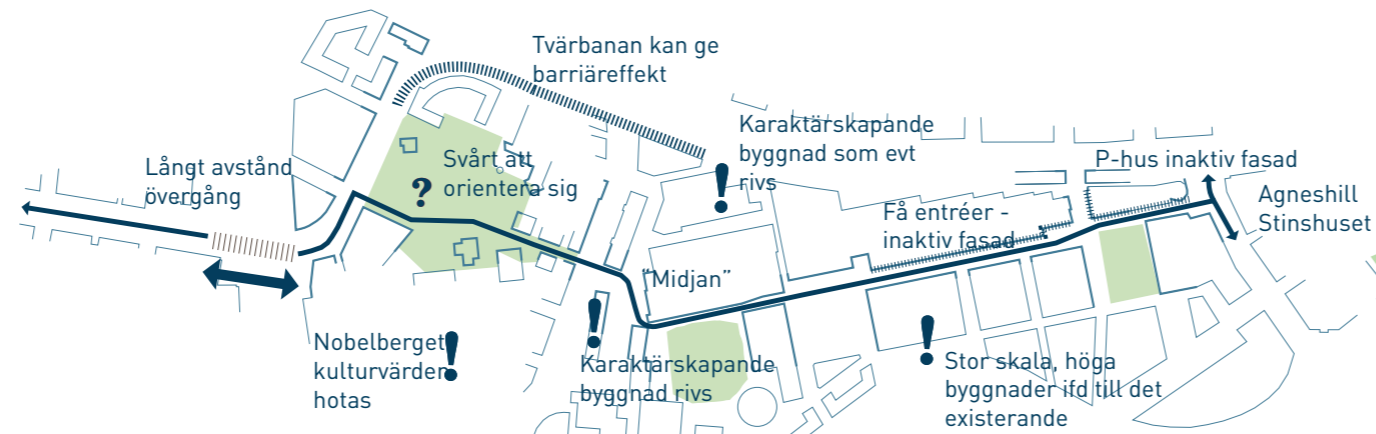 Tvärbanan kan ge
barriäreffekt
Långt avstånd
övergång
?
Svårt att
orientera sig
!
Karaktärskapande
byggnad som evt
rivs
P-hus inaktiv fasad
Agneshill
Stinshuset
Få entréer -
inaktiv fasad
"Midjan"
Nobelberget
kulturvärden
hotas
!
!
Karaktärskapande
byggnad rivs
!
Stor skala, höga
byggnader ifd till det
existerande